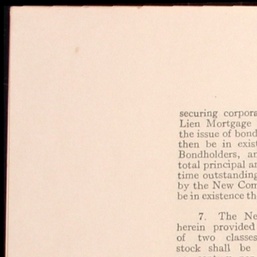 securing corpora
Lien Mortgage
the issue of bond
then be in exist
Bondholders, an
total principal an
time outstanding
by the New Com
be in existence th
7. The Ne
herein provided
of two classes
stock shall be